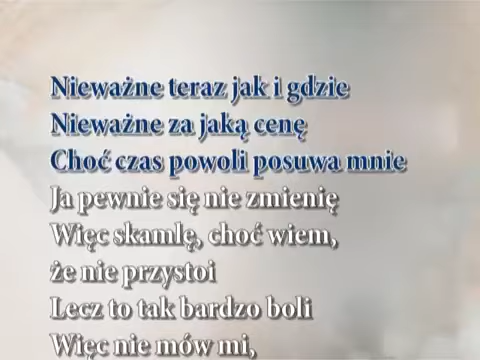 Nieważne teraz jak i gdzie
Nieważne za jaką cenę
Choć czas powoli posuwa mnie
Ja pewnie się nie zmienię
Więc skamlę, choć wiem,
że nie przystoi
Lecz to tak bardzo boli
Więc nie mów mi,